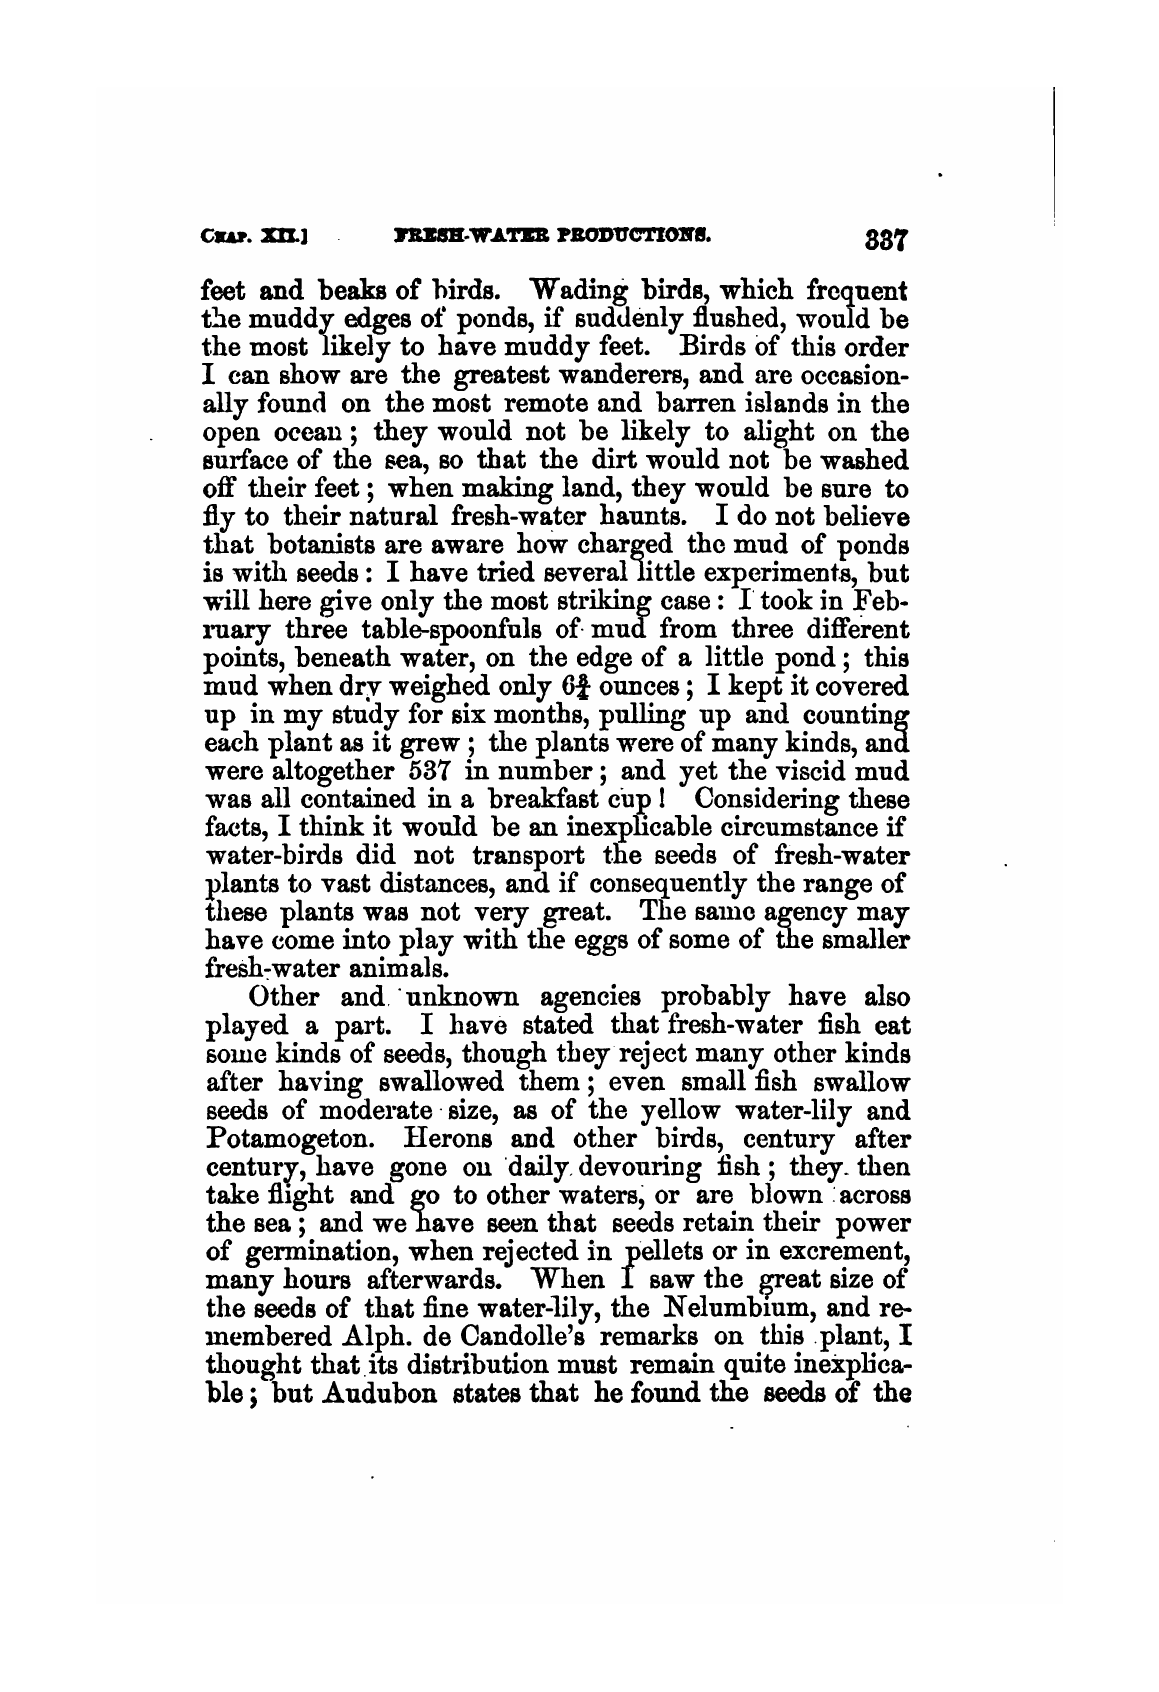 CHAP. XII.] FRESH-WATER PRODUCTIONS. 337
feet and beaks of birds. Wading birds, which frequent
the muddy edges of ponds, if suddenly flushed, would be
the most likely to have muddy feet. Birds of this order
I can show are the greatest wanderers, and are occasion-
ally found on the most remote and barren islands in the
open ocean; they would not be likely to alight on the
surface of the sea, so that the dirt would not be washed
off their feet; when making land, they would be sure to
fly to their natural fresh-water haunts. I do not believe
that botanists are aware how charged the mud of ponds
is with seeds: I have tried several little experiments, but
will here give only the most striking case: I took in Feb-
ruary three table-spoonfuls of mud from three different
points, beneath water, on the edge of a little pond; this
mud when dry weighed only 6¾ ounces; I kept it covered
up in my study for six months, pulling up and counting
each plant as it grew; the plants were of many kinds, and
were altogether 537 in number; and yet the viscid mud
was all contained in a breakfast cup! Considering these
facts, I think it would be an inexplicable circumstance if
water-birds did not transport the seeds of fresh-water
plants to vast distances, and if consequently the range of
these plants was not very great. The same agency may
have come into play with the eggs of some of the smaller
fresh-water animals.
Other and unknown agencies probably have also
played a part. I have stated that fresh-water fish eat
some kinds of seeds, though they reject many other kinds
after having swallowed them; even small fish swallow
seeds of moderate size, as of the yellow water-lily and
Potamogeton. Herons and other birds, century after
century, have gone on daily devouring fish; they then
take flight and go to other waters, or are blown across
the sea; and we have seen that seeds retain their power
of germination, when rejected in pellets or in excrement,
many hours afterwards. When I saw the great size of
the seeds of that fine water-lily, the Nelumbium, and re-
membered Alph. de Candolle's remarks on this plant, I
thought that its distribution must remain quite inexplica-
ble; but Audubon states that he found the seeds of the